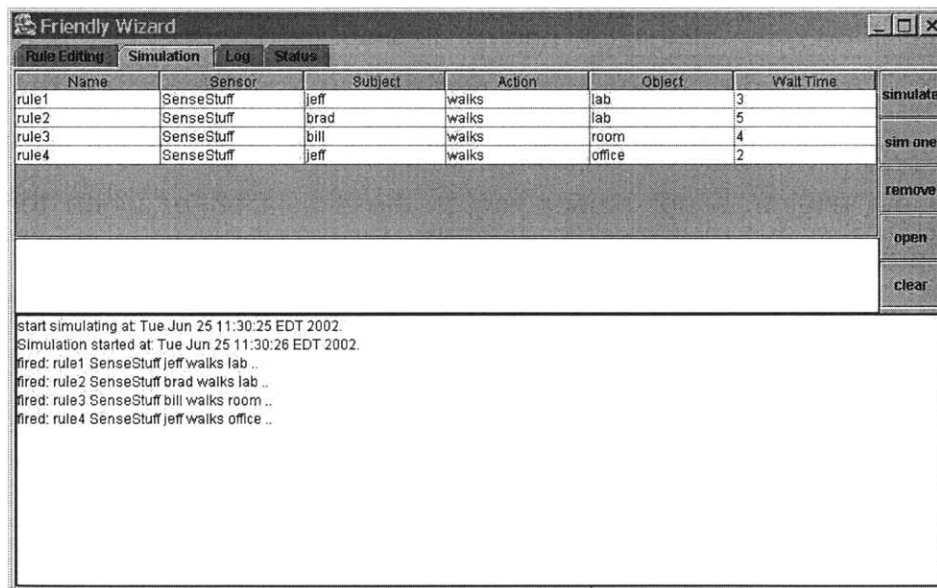 Friendly Wizard
Rule Editing Simulation Log Status
Name Sensor Subject Action Object Wait Time
rule1 SenseStuff jeff walks lab 3
rule2 SenseStuff brad walks lab 5
rule3 SenseStuff bill walks room 4
rule4 SenseStuff jeff walks office 2
simulate
sim one
remove
open
clear
start simulating at: Tue Jun 25 11:30:25 EDT 2002.
Simulation started at: Tue Jun 25 11:30:26 EDT 2002.
fired: rule1 SenseStuff jeff walks lab ..
fired: rule2 SenseStuff brad walks lab ..
fired: rule3 SenseStuff bill walks room ..
fired: rule4 SenseStuff jeff walks office ..